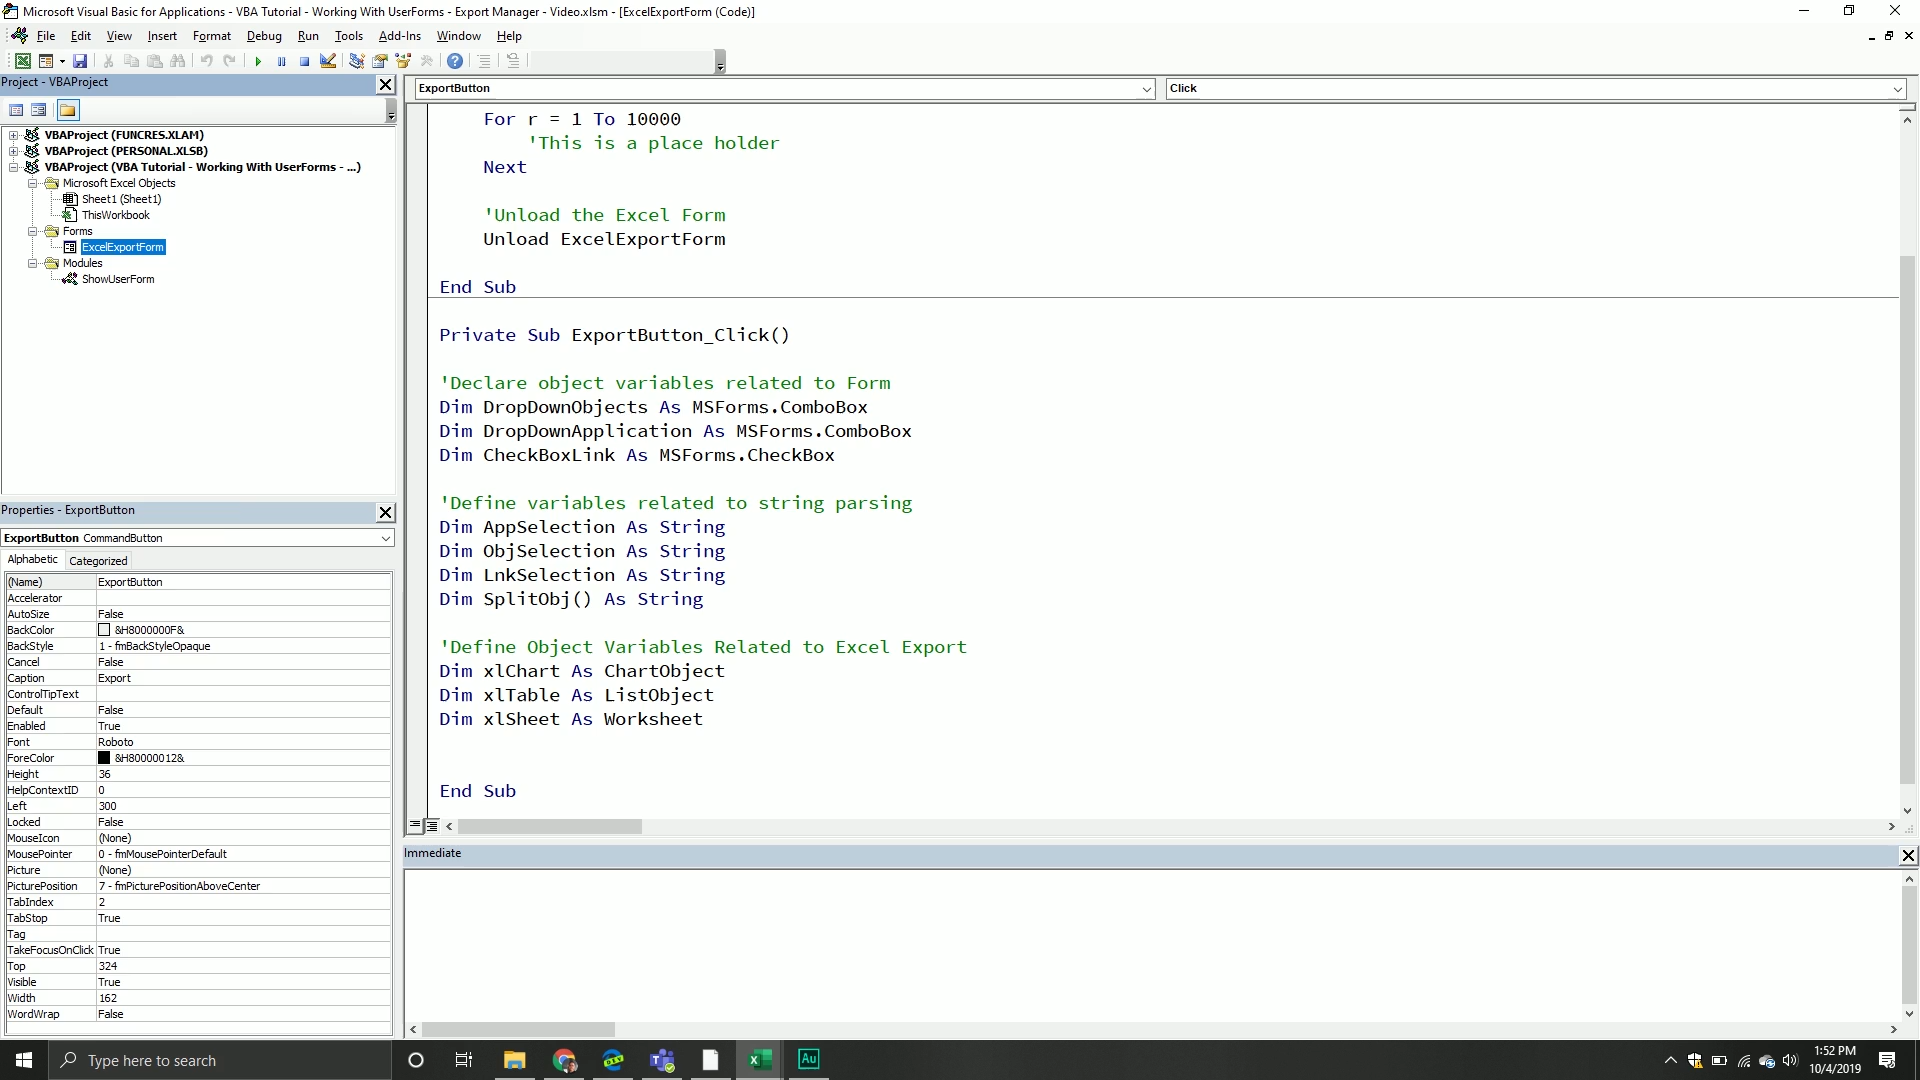 Microsoft Visual Basic for Applications - VBA Tutorial - Working With UserForms - Export Manager - Video.xlsm - [ExcelExportForm (Code)]
File Edit View Insert Format Debug Run Tools Add-Ins Window Help
Project - VBAProject
VBAProject (FUNCRES.XLAM)
VBAProject (PERSONAL.XLSB)
VBAProject (VBA Tutorial - Working With UserForms - ...)
Microsoft Excel Objects
Sheet1 (Sheet1)
ThisWorkbook
Forms
ExcelExportForm
Modules
ShowUserForm
Properties - ExportButton
ExportButton CommandButton
Alphabetic Categorized
(Name) ExportButton
Accelerator
AutoSize False
BackColor &H8000000F&
BackStyle 1 - fmBackStyleOpaque
Cancel False
Caption Export
ControlTipText
Default False
Enabled True
Font Roboto
ForeColor &H80000012&
Height 36
HelpContextID 0
Left 300
Locked False
MouseIcon (None)
MousePointer 0 - fmMousePointerDefault
Picture (None)
PicturePosition 7 - fmPicturePositionAboveCenter
TabIndex 2
TabStop True
Tag
TakeFocusOnClick True
Top 324
Visible True
Width 162
WordWrap False
ExportButton Click
For r = 1 To 10000
'This is a place holder
Next
'Unload the Excel Form
Unload ExcelExportForm
End Sub
Private Sub ExportButton_Click()
'Declare object variables related to Form
Dim DropDownObjects As MSForms.ComboBox
Dim DropDownApplication As MSForms.ComboBox
Dim CheckBoxLink As MSForms.CheckBox
'Define variables related to string parsing
Dim AppSelection As String
Dim ObjSelection As String
Dim LnkSelection As String
Dim SplitObj() As String
'Define Object Variables Related to Excel Export
Dim xlChart As ChartObject
Dim xlTable As ListObject
Dim xlSheet As Worksheet
End Sub
Immediate
Type here to search
Au
1:52 PM
10/4/2019